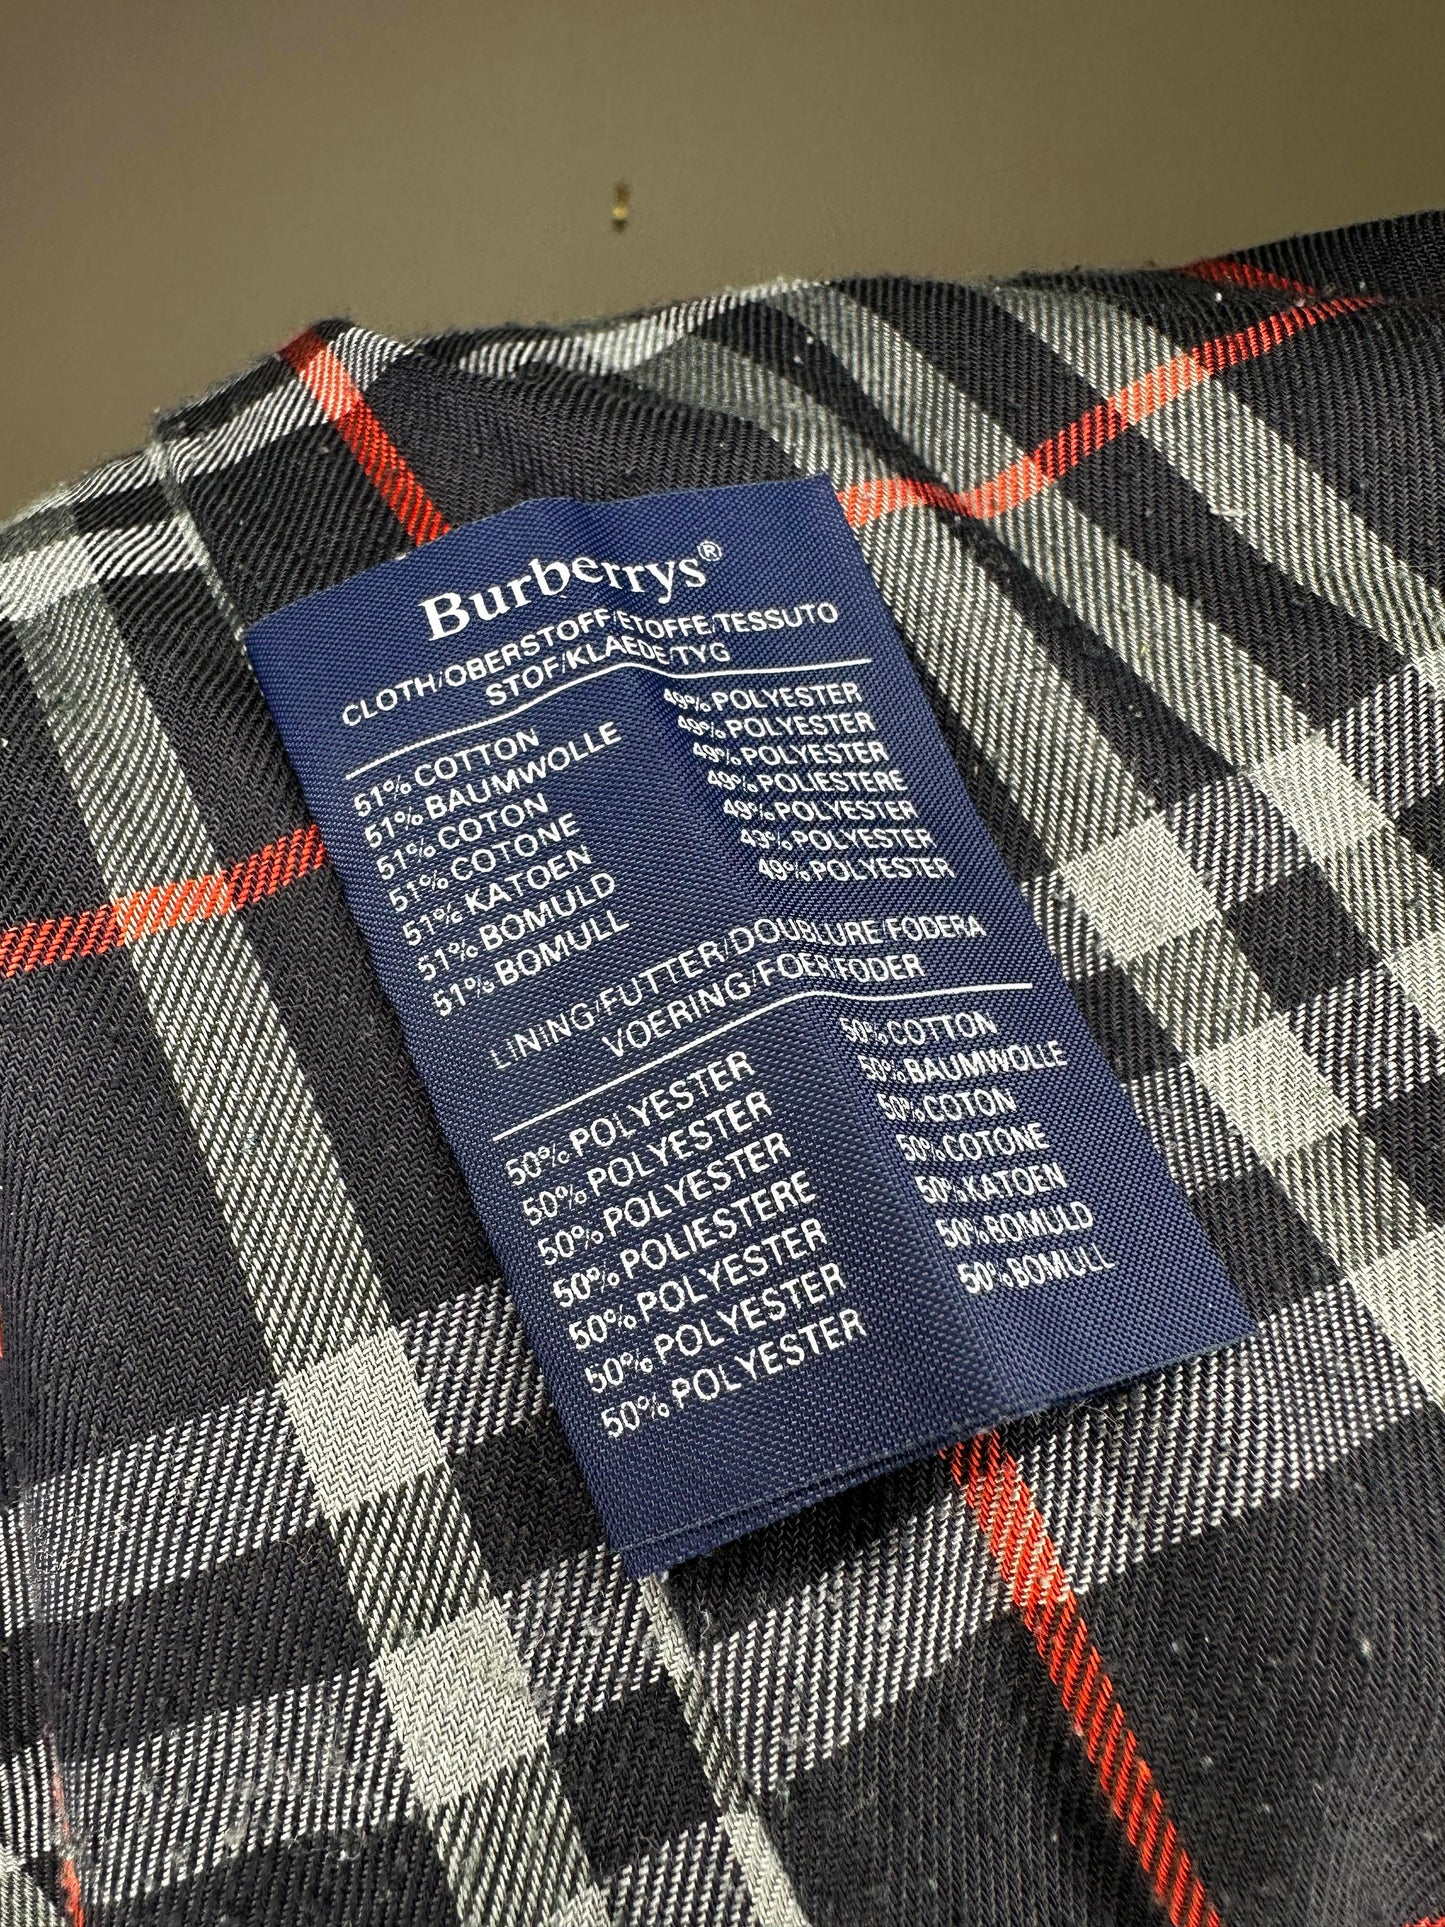 Burberrys®
CLOTH/OBERSTOFF/ETOFFE/TESSUTO
STOF/KLAEDE/TYG
51% COTTON 49% POLYESTER
51% BAUMWOLLE 49% POLYESTER
51% COTON 49% POLYESTER
51% COTONE 49% POLIESTERE
51% KATOEN 49% POLYESTER
51% BOMULD 49% POLYESTER
51% BOMULL 49% POLYESTER
LINING/FUTTER/DOUBLURE/FODERA
VOERING/FOER/FODER
50% POLYESTER 50% COTTON
50% POLYESTER 50% BAUMWOLLE
50% POLYESTER 50% COTON
50% POLIESTERE 50% COTONE
50% POLYESTER 50% KATOEN
50% POLYESTER 50% BOMULD
50% POLYESTER 50% BOMULL